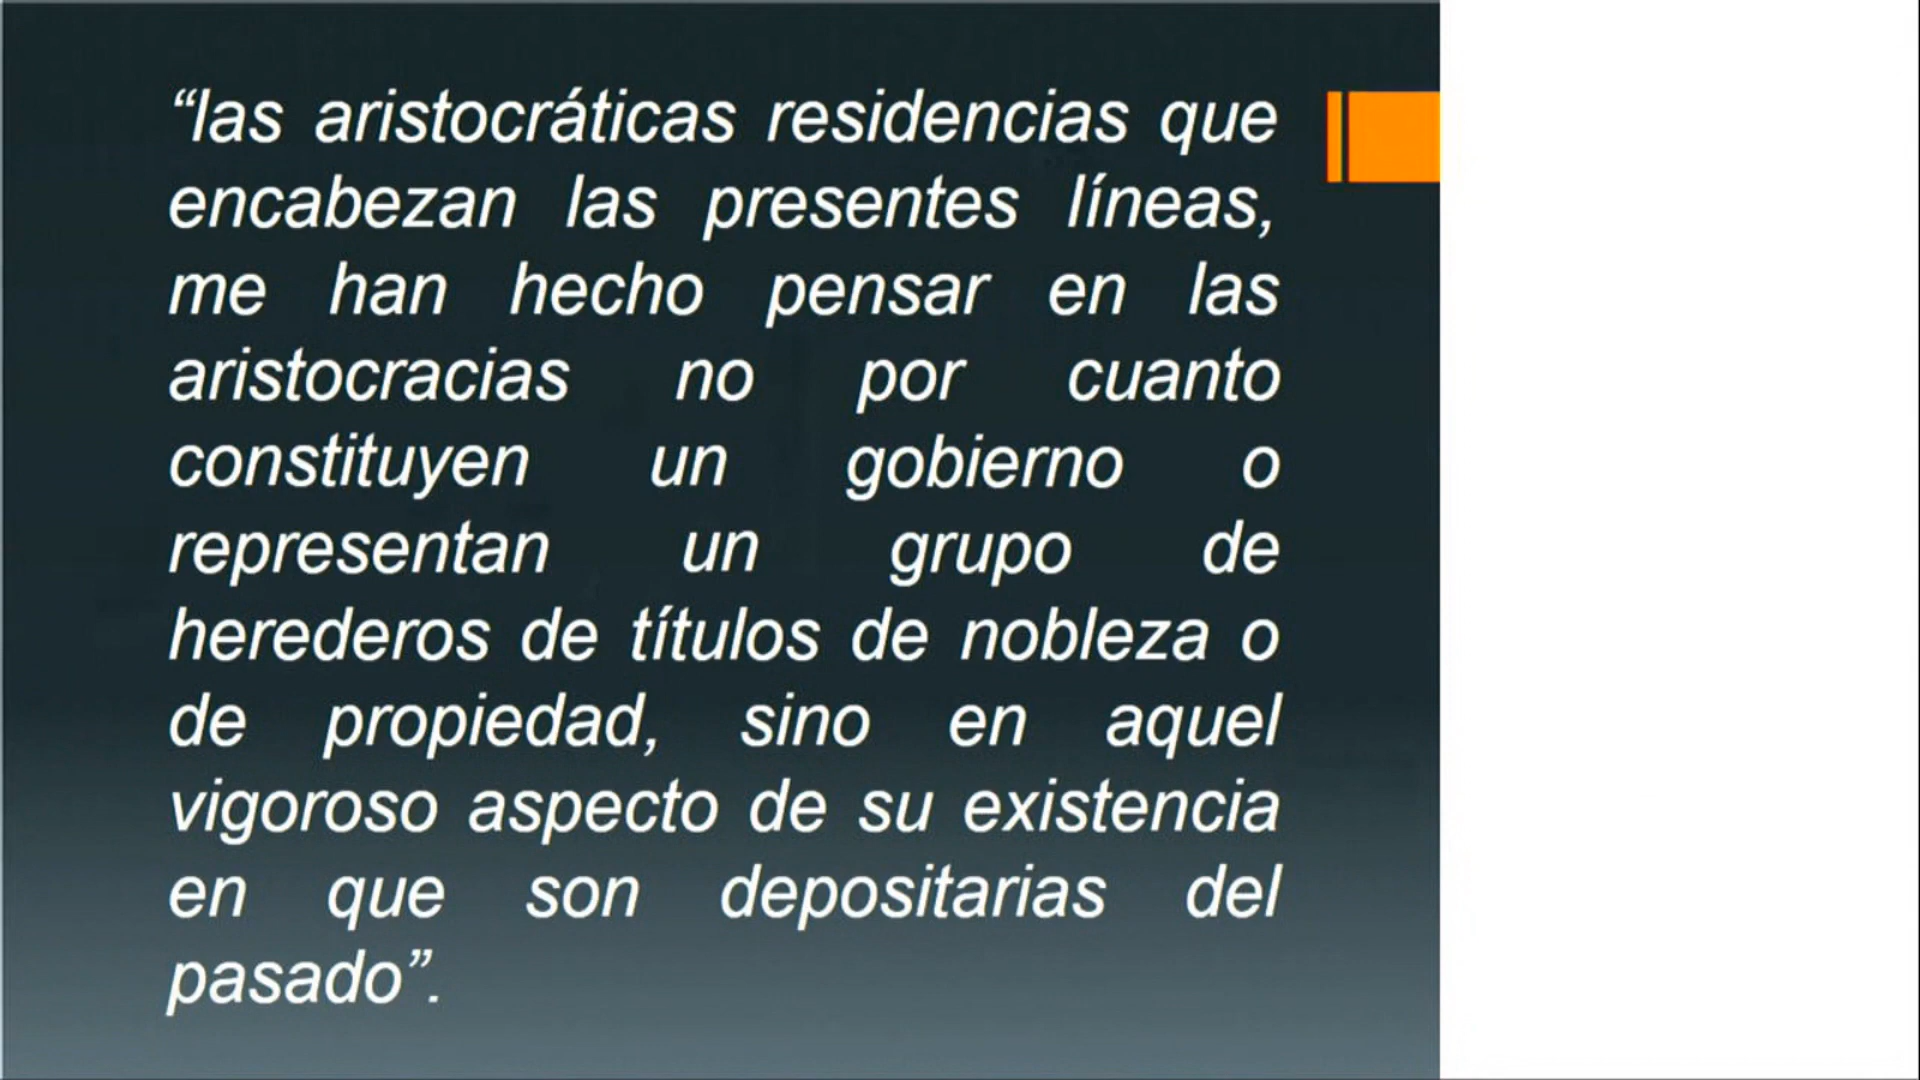 “las aristocráticas residencias que
encabezan las presentes líneas,
me han hecho pensar en las
aristocracias no por cuanto
constituyen un gobierno o
representan un grupo de
herederos de títulos de nobleza o
de propiedad, sino en aquel
vigoroso aspecto de su existencia
en que son depositarias del
pasado”.